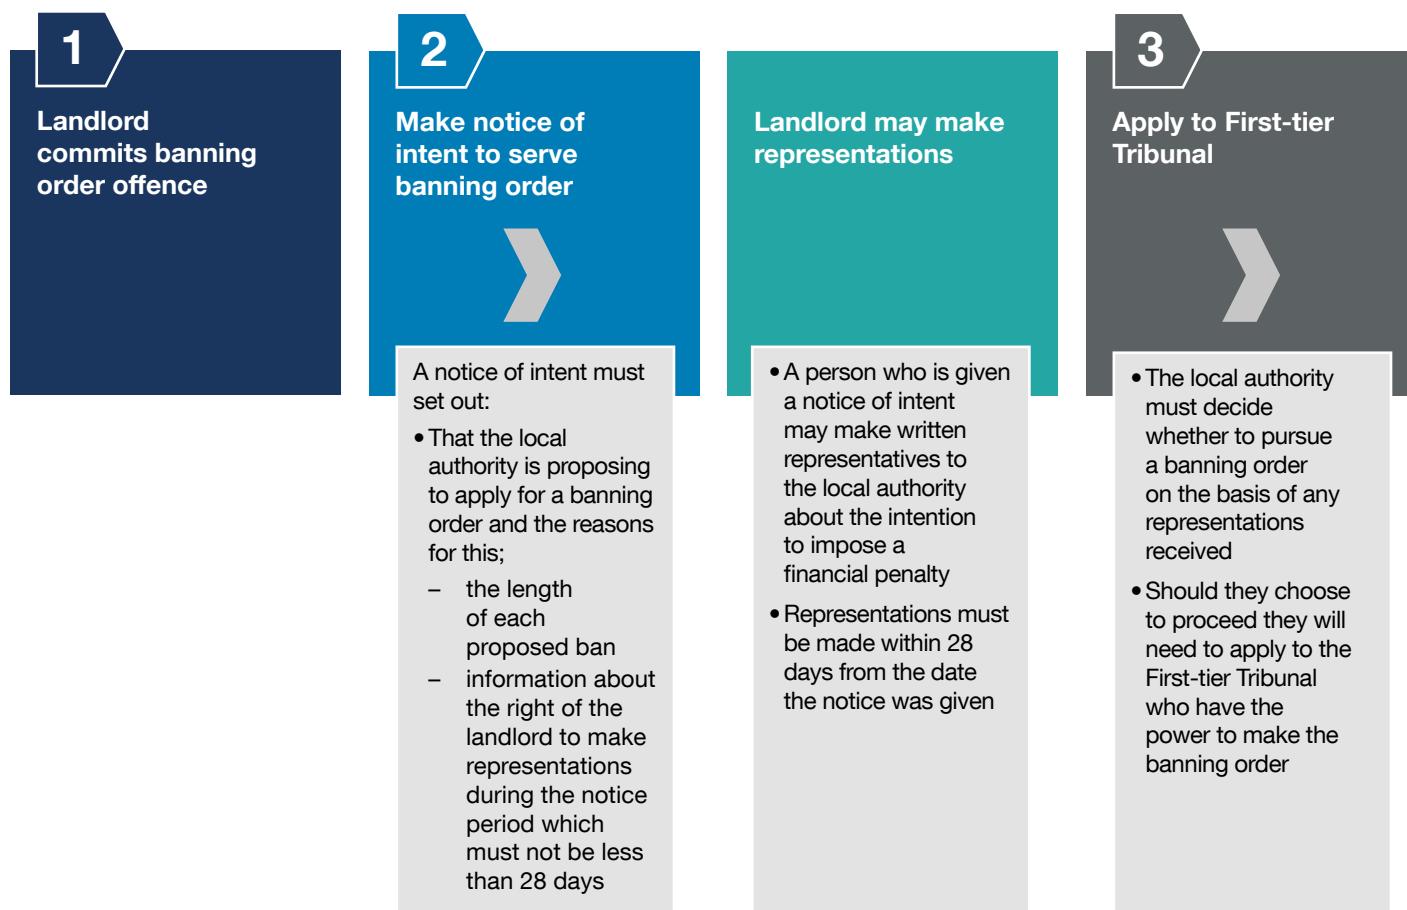 1
Landlord
commits banning
order offence
2
Make notice of
intent to serve
banning order
A notice of intent must
set out:
• That the local
authority is proposing
to apply for a banning
order and the reasons
for this;
– the length
of each
proposed ban
– information about
the right of the
landlord to make
representations
during the notice
period which
must not be less
than 28 days
Landlord may make
representations
• A person who is given
a notice of intent
may make written
representatives to
the local authority
about the intention
to impose a
financial penalty
• Representations must
be made within 28
days from the date
the notice was given
3
Apply to First-tier
Tribunal
• The local authority
must decide
whether to pursue
a banning order
on the basis of any
representations
received
• Should they choose
to proceed they will
need to apply to the
First-tier Tribunal
who have the
power to make the
banning order